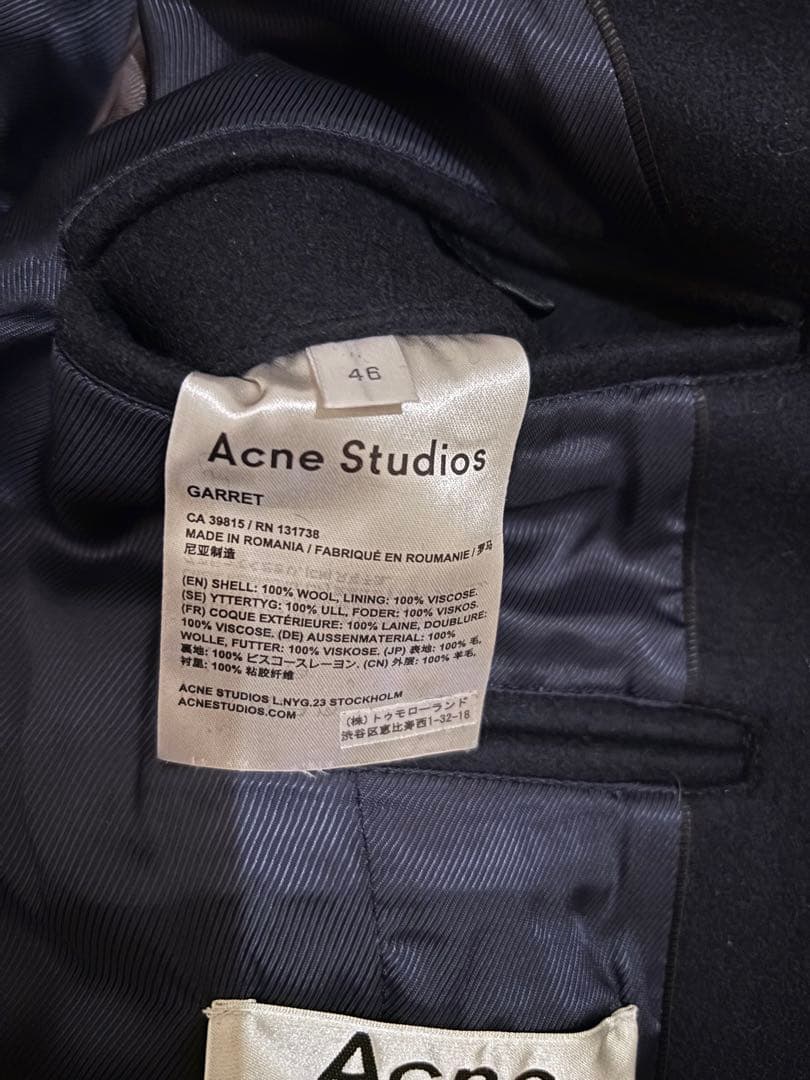 46
Acne Studios
GARRET
CA 39815 / RN 131738
MADE IN ROMANIA / FABRIQUÉ EN ROUMANIE / 罗马
尼亚制造
(EN) SHELL: 100% WOOL, LINING: 100% VISCOSE.
(SE) YTTERTYG: 100% ULL, FODER: 100% VISKOS.
(FR) COQUE EXTÉRIEURE: 100% LAINE, DOUBLURE:
100% VISCOSE. (DE) AUSSENMATERIAL: 100%
WOLLE, FUTTER: 100% VISKOSE. (JP) 表地: 100% 毛,
裏地: 100% ビスコースレーヨン. (CN) 外层: 100% 羊毛,
衬里: 100% 粘胶纤维
ACNE STUDIOS L.NYG.23 STOCKHOLM
ACNESTUDIOS.COM
(株)トゥモローランド
渋谷区恵比寿西1-32-18
Acne